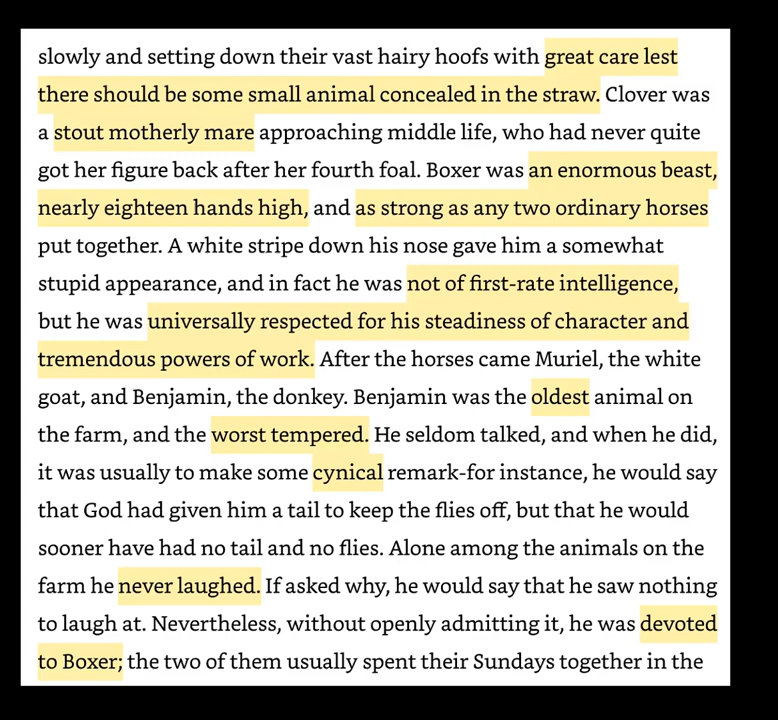 slowly and setting down their vast hairy hoofs with great care lest
there should be some small animal concealed in the straw. Clover was
a stout motherly mare approaching middle life, who had never quite
got her figure back after her fourth foal. Boxer was an enormous beast,
nearly eighteen hands high, and as strong as any two ordinary horses
put together. A white stripe down his nose gave him a somewhat
stupid appearance, and in fact he was not of first-rate intelligence,
but he was universally respected for his steadiness of character and
tremendous powers of work. After the horses came Muriel, the white
goat, and Benjamin, the donkey. Benjamin was the oldest animal on
the farm, and the worst tempered. He seldom talked, and when he did,
it was usually to make some cynical remark-for instance, he would say
that God had given him a tail to keep the flies off, but that he would
sooner have had no tail and no flies. Alone among the animals on the
farm he never laughed. If asked why, he would say that he saw nothing
to laugh at. Nevertheless, without openly admitting it, he was devoted
to Boxer; the two of them usually spent their Sundays together in the